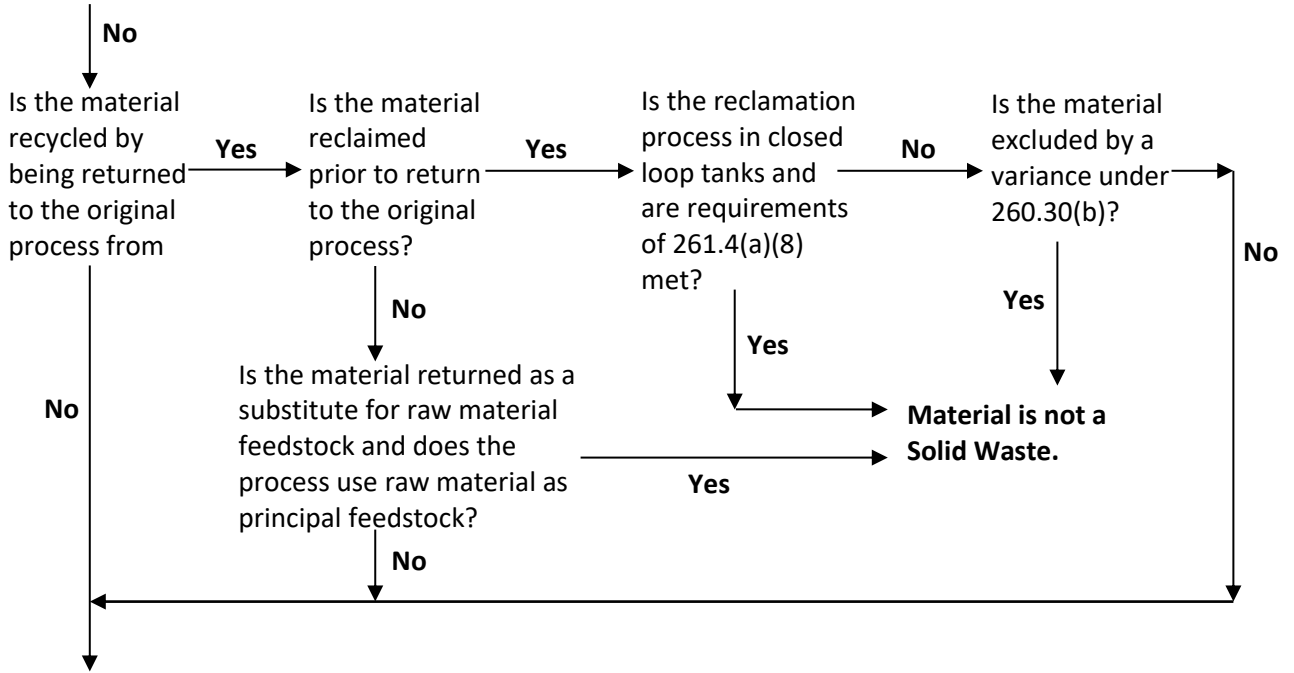 No
Is the material
recycled by
being returned
to the original
process from
Yes
Is the material
reclaimed
prior to return
to the original
process?
Yes
Is the reclamation
process in closed
loop tanks and
are requirements
of 261.4(a)(8)
met?
No
Is the material
excluded by a
variance under
260.30(b)?
No
Yes
No
Yes
Is the material returned as a
substitute for raw material
feedstock and does the
process use raw material as
principal feedstock?
No
Material is not a
Solid Waste.
Yes
No